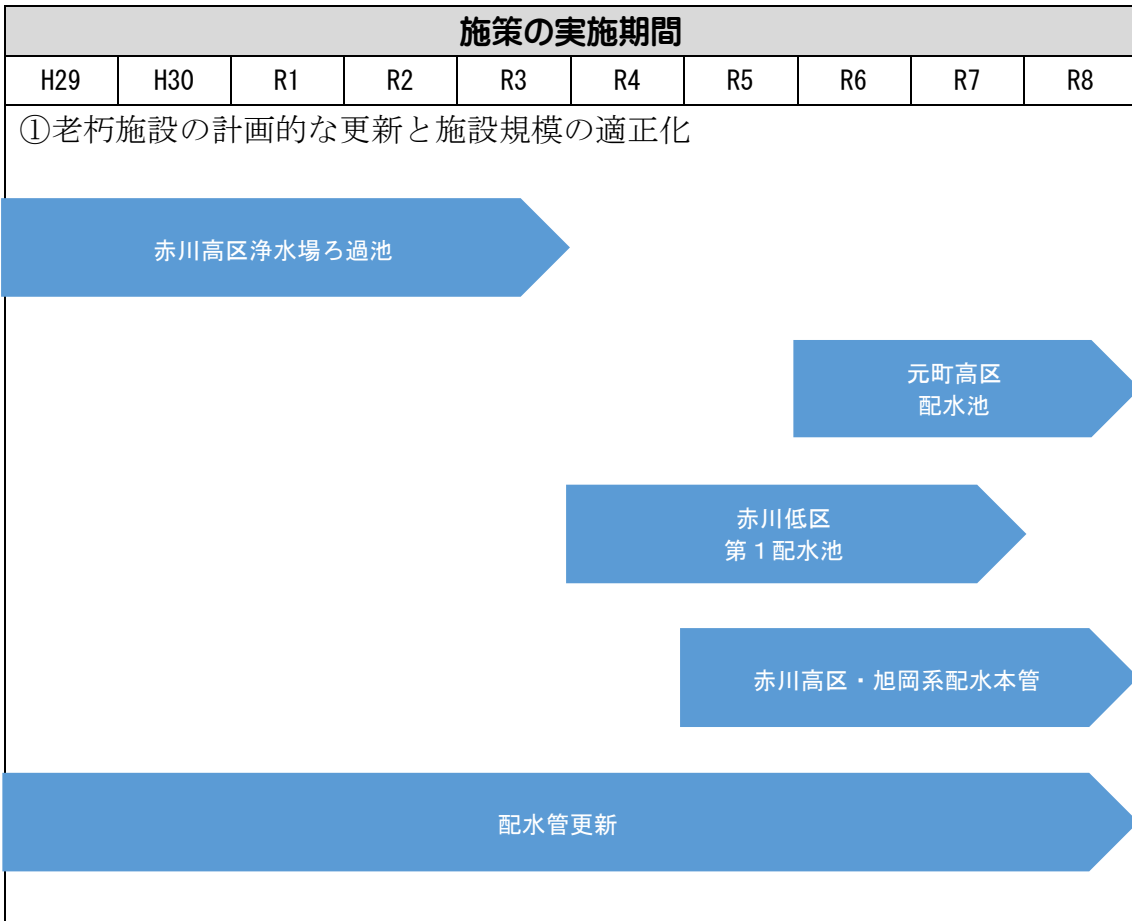 施策の実施期間
H29 H30 R1 R2 R3 R4 R5 R6 R7 R8
①老朽施設の計画的な更新と施設規模の適正化
赤川高区浄水場ろ過池
元町高区
配水池
赤川低区
第１配水池
赤川高区・旭岡系配水本管
配水管更新